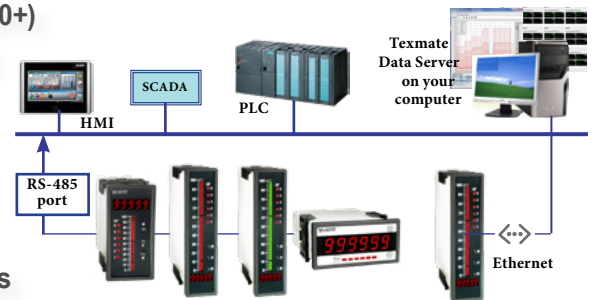 0+)
Texmate
Data Server
on your
computer
SCADA
PLC
HMI
RS-485
port
999999
Ethernet
s